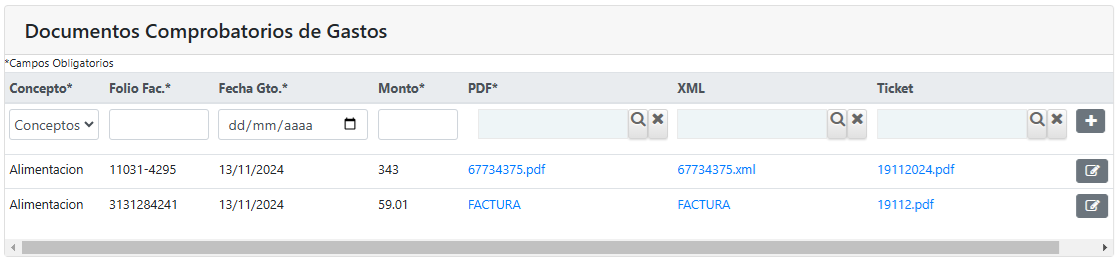 Documentos Comprobatorios de Gastos
*Campos Obligatorios
Concepto* Folio Fac.* Fecha Gto.* Monto* PDF* XML Ticket
Conceptos dd/mm/aaaa
Alimentacion 11031-4295 13/11/2024 343 67734375.pdf 67734375.xml 19112024.pdf
Alimentacion 3131284241 13/11/2024 59.01 FACTURA FACTURA 19112.pdf